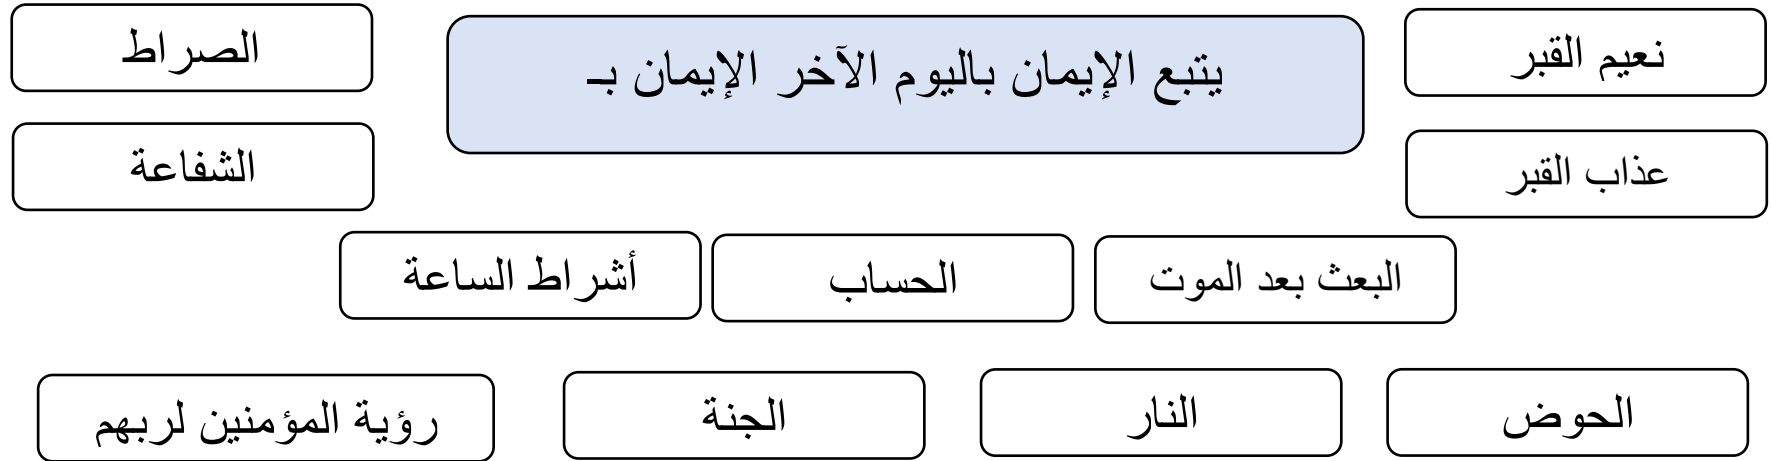 يتبع الإيمان باليوم الآخر الإيمان بـ
نعيم القبر
الصراط
عذاب القبر
الشفاعة
البعث بعد الموت
الحساب
أشراط الساعة
الحوض
النار
الجنة
رؤية المؤمنين لربهم